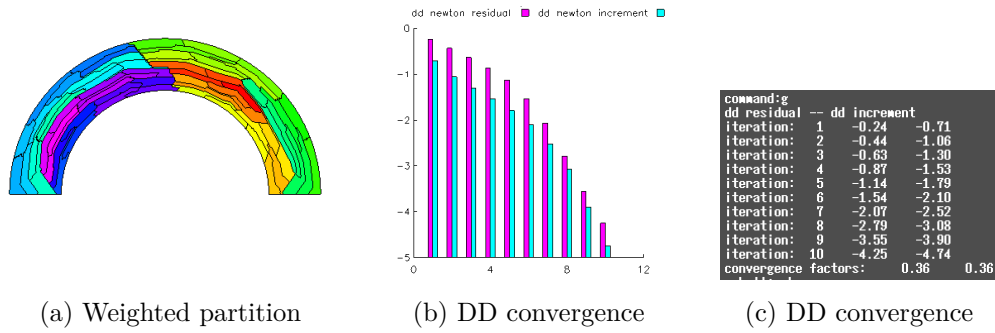 dd newton residual dd newton increment
0
-1
-2
-3
-4
-5
0 4 8 12
command:g
dd residual -- dd increment
iteration: 1 -0.24 -0.71
iteration: 2 -0.44 -1.06
iteration: 3 -0.63 -1.30
iteration: 4 -0.87 -1.53
iteration: 5 -1.14 -1.79
iteration: 6 -1.54 -2.10
iteration: 7 -2.07 -2.52
iteration: 8 -2.79 -3.08
iteration: 9 -3.55 -3.90
iteration: 10 -4.25 -4.74
convergence factors: 0.36 0.36
(a) Weighted partition
(b) DD convergence
(c) DD convergence